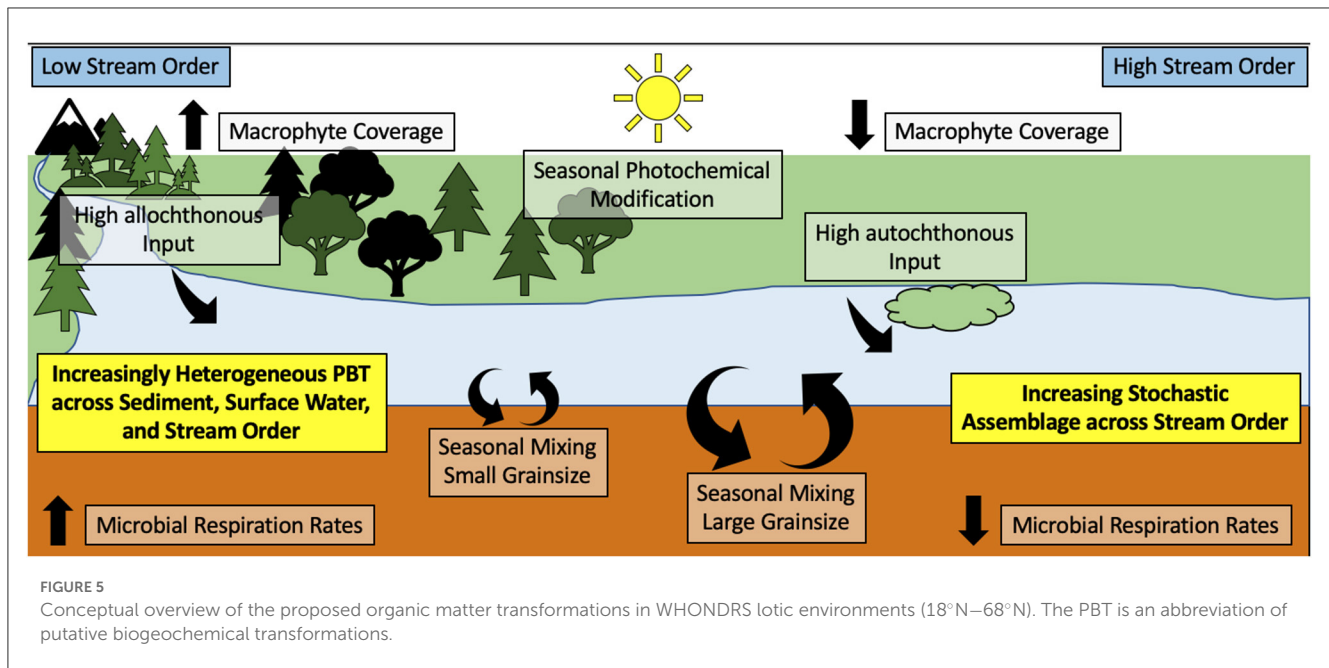 Low Stream Order
High Stream Order
Macrophyte Coverage
Macrophyte Coverage
Seasonal Photochemical
Modification
High allochthonous
Input
High autochthonous
Input
Increasingly Heterogeneous PBT
across Sediment, Surface Water,
and Stream Order
Increasing Stochastic
Assemblage across Stream Order
Seasonal Mixing
Small Grainsize
Seasonal Mixing
Large Grainsize
Microbial Respiration Rates
Microbial Respiration Rates
FIGURE 5
Conceptual overview of the proposed organic matter transformations in WHONDRS lotic environments (18°N–68°N). The PBT is an abbreviation of
putative biogeochemical transformations.